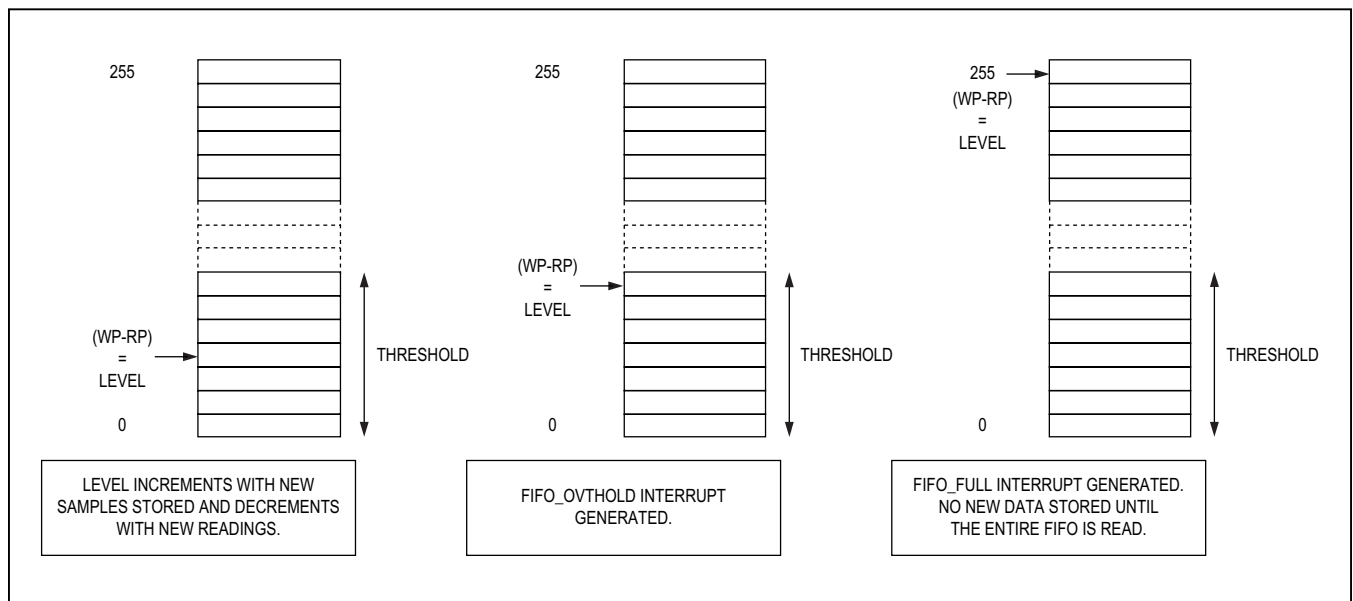 255
(WP-RP)
=
LEVEL
0
THRESHOLD
LEVEL INCREMENTS WITH NEW
SAMPLES STORED AND DECREMENTS
WITH NEW READINGS.
255
(WP-RP)
=
LEVEL
0
THRESHOLD
FIFO_OVTHOLD INTERRUPT
GENERATED.
255
(WP-RP)
=
LEVEL
0
THRESHOLD
FIFO_FULL INTERRUPT GENERATED.
NO NEW DATA STORED UNTIL
THE ENTIRE FIFO IS READ.